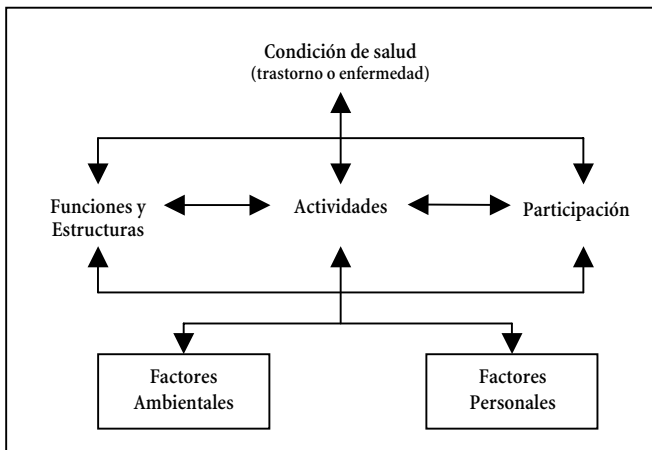 Condición de salud
(trastorno o enfermedad)
Funciones y
Estructuras
Actividades
Participación
Factores
Ambientales
Factores
Personales